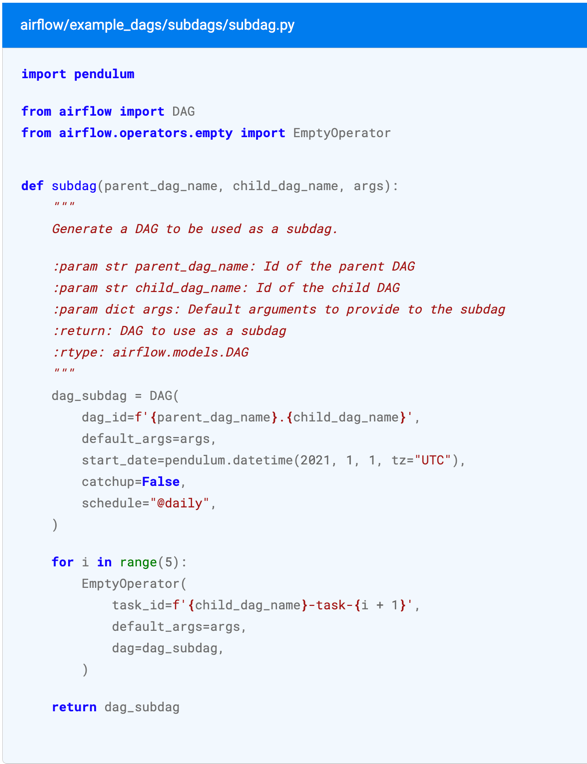 airflow/example_dags/subdags/subdag.py
import pendulum
from airflow import DAG
from airflow.operators.empty import EmptyOperator
def subdag(parent_dag_name, child_dag_name, args):
"""
Generate a DAG to be used as a subdag.
:param str parent_dag_name: Id of the parent DAG
:param str child_dag_name: Id of the child DAG
:param dict args: Default arguments to provide to the subdag
:return: DAG to use as a subdag
:rtype: airflow.models.DAG
"""
dag_subdag = DAG(
dag_id=f'{parent_dag_name}.{child_dag_name}',
default_args=args,
start_date=pendulum.datetime(2021, 1, 1, tz="UTC"),
catchup=False,
schedule="@daily",
)
for i in range(5):
EmptyOperator(
task_id=f'{child_dag_name}-task-{i + 1}',
default_args=args,
dag=dag_subdag,
)
return dag_subdag